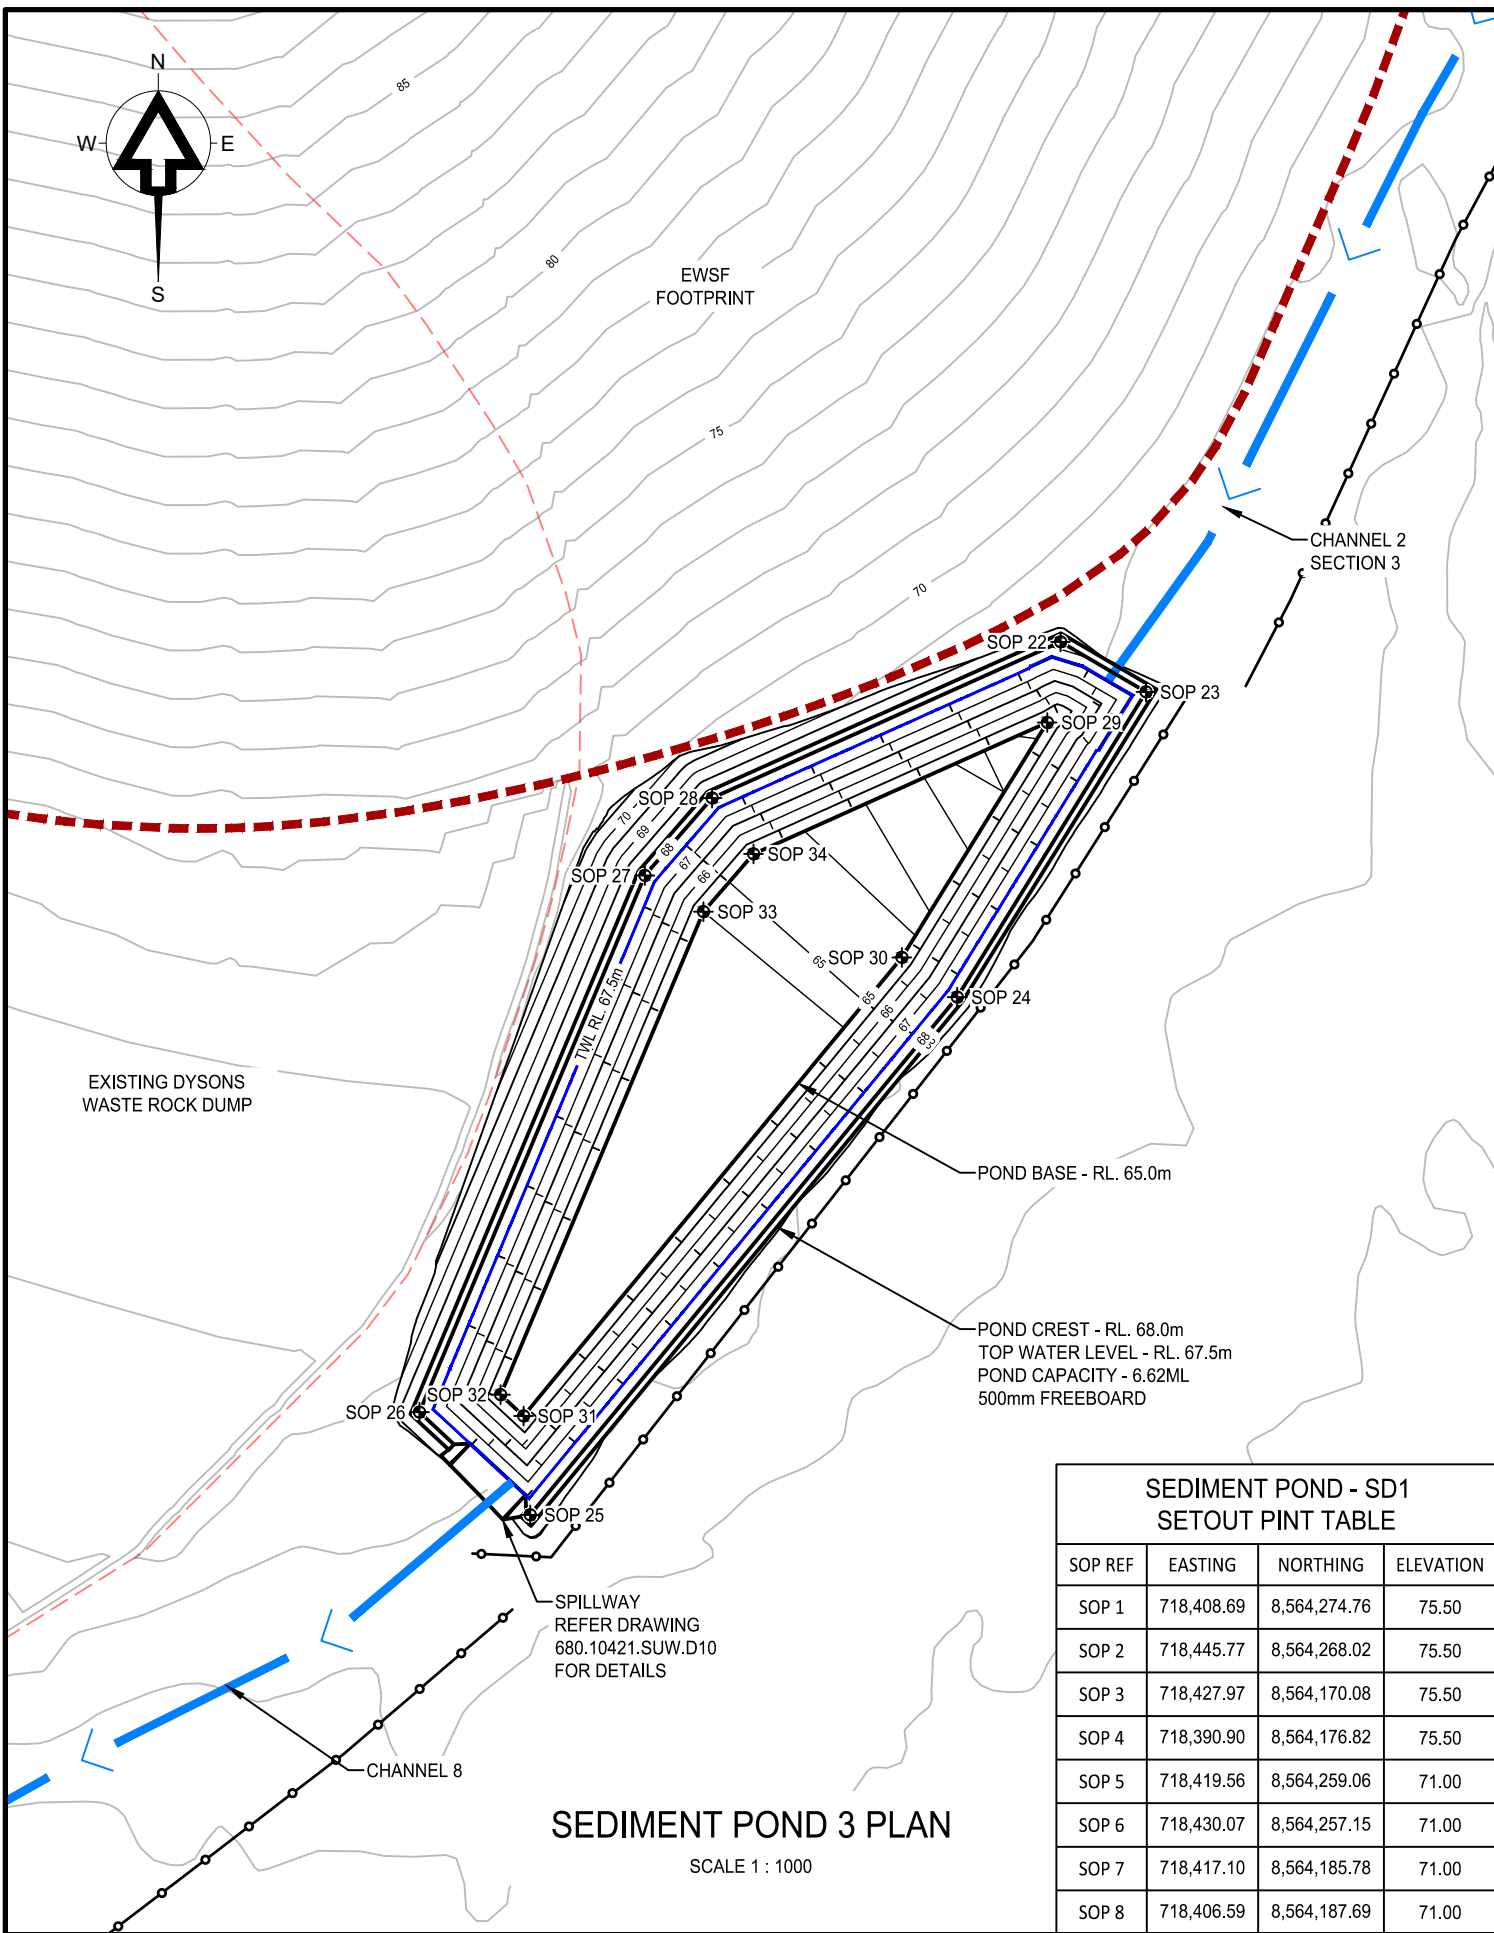 N
W
E
S
85
80
75
70
EWSF
FOOTPRINT
CHANNEL 2
SECTION 3
SOP 22
SOP 23
SOP 29
SOP 28
SOP 34
SOP 27
SOP 33
SOP 30
SOP 24
70
69
68
67
66
65
65
66
67
68
TWL RL. 67.5m
EXISTING DYSONS
WASTE ROCK DUMP
POND BASE - RL. 65.0m
POND CREST - RL. 68.0m
TOP WATER LEVEL - RL. 67.5m
POND CAPACITY - 6.62ML
500mm FREEBOARD
SOP 32
SOP 26
SOP 31
SOP 25
SPILLWAY
REFER DRAWING
680.10421.SUW.D10
FOR DETAILS
CHANNEL 8
SEDIMENT POND 3 PLAN
SCALE 1 : 1000
SEDIMENT POND - SD1
SETOUT PINT TABLE
SOP REF EASTING NORTHING ELEVATION
SOP 1 718,408.69 8,564,274.76 75.50
SOP 2 718,445.77 8,564,268.02 75.50
SOP 3 718,427.97 8,564,170.08 75.50
SOP 4 718,390.90 8,564,176.82 75.50
SOP 5 718,419.56 8,564,259.06 71.00
SOP 6 718,430.07 8,564,257.15 71.00
SOP 7 718,417.10 8,564,185.78 71.00
SOP 8 718,406.59 8,564,187.69 71.00